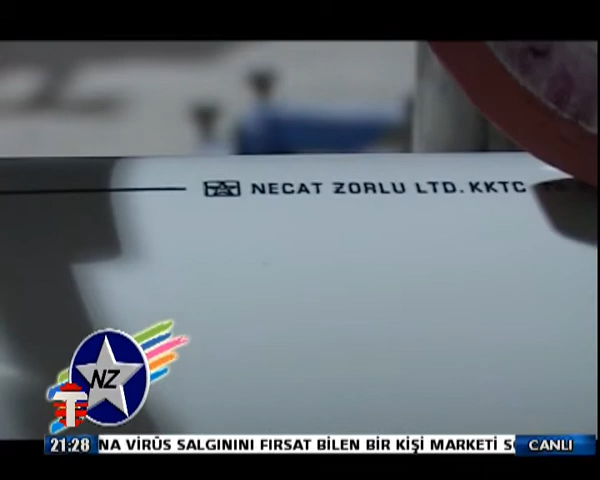 NECAT ZORLU LTD. KKTC
NZ
T
21:28 NA VİRÜS SALGININI FIRSAT BİLEN BİR KİŞİ MARKETİ CANLI